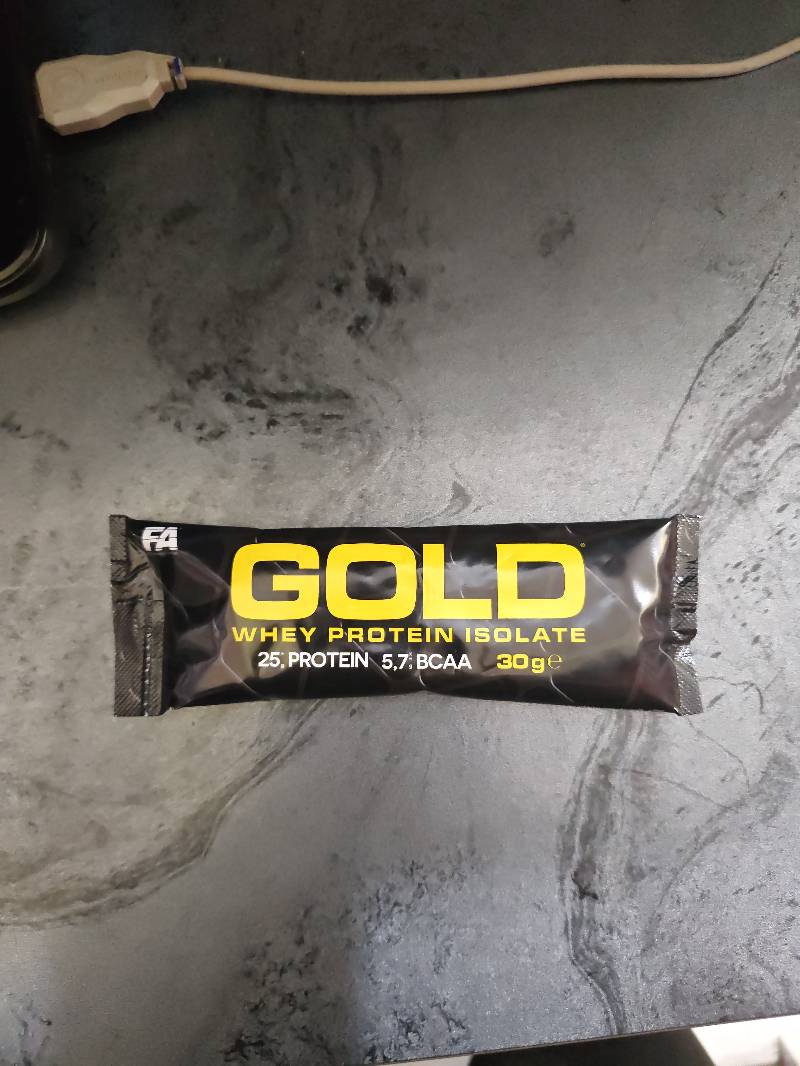 FA
GOLD®
WHEY PROTEIN ISOLATE
25g PROTEIN 5,7g BCAA 30g℮